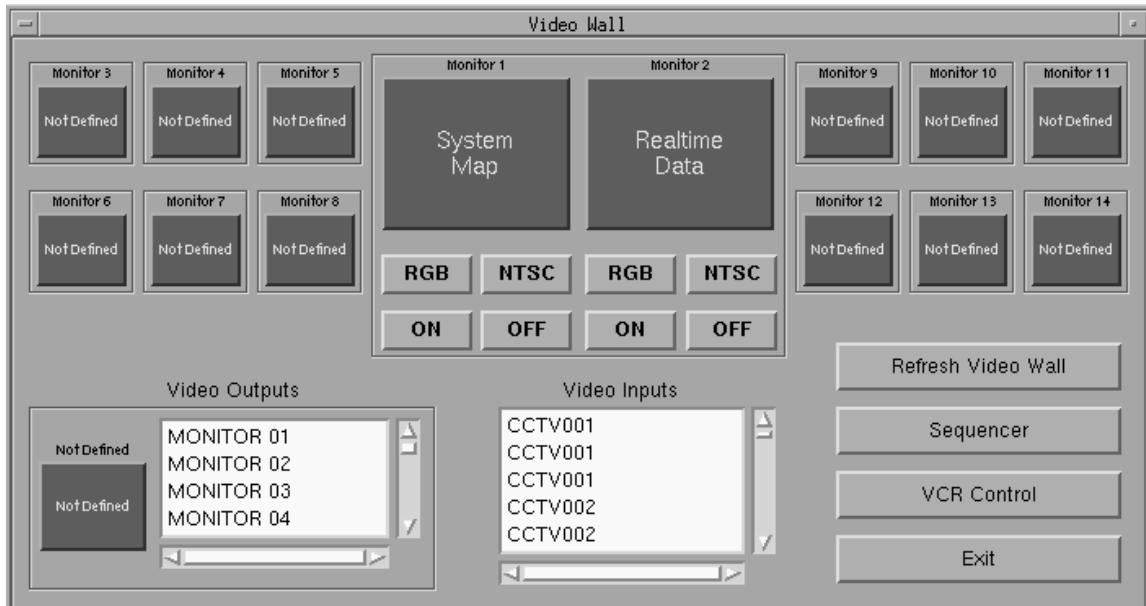 Video Wall
Monitor 3
Monitor 4
Monitor 5
Monitor 1
Monitor 2
Monitor 9
Monitor 10
Monitor 11
Not Defined
Not Defined
Not Defined
System
Map
Realtime
Data
Not Defined
Not Defined
Not Defined
Monitor 6
Monitor 7
Monitor 8
Monitor 12
Monitor 13
Monitor 14
Not Defined
Not Defined
Not Defined
Not Defined
Not Defined
Not Defined
RGB
NTSC
RGB
NTSC
ON
OFF
ON
OFF
Refresh Video Wall
Sequencer
VCR Control
Exit
Video Outputs
Not Defined
Not Defined
MONITOR 01
MONITOR 02
MONITOR 03
MONITOR 04
Video Inputs
CCTV001
CCTV001
CCTV001
CCTV002
CCTV002